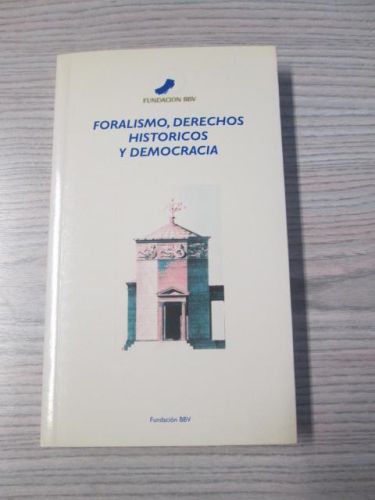 FUNDACION BBV
FORALISMO, DERECHOS
HISTORICOS
Y DEMOCRACIA
Fundación BBV